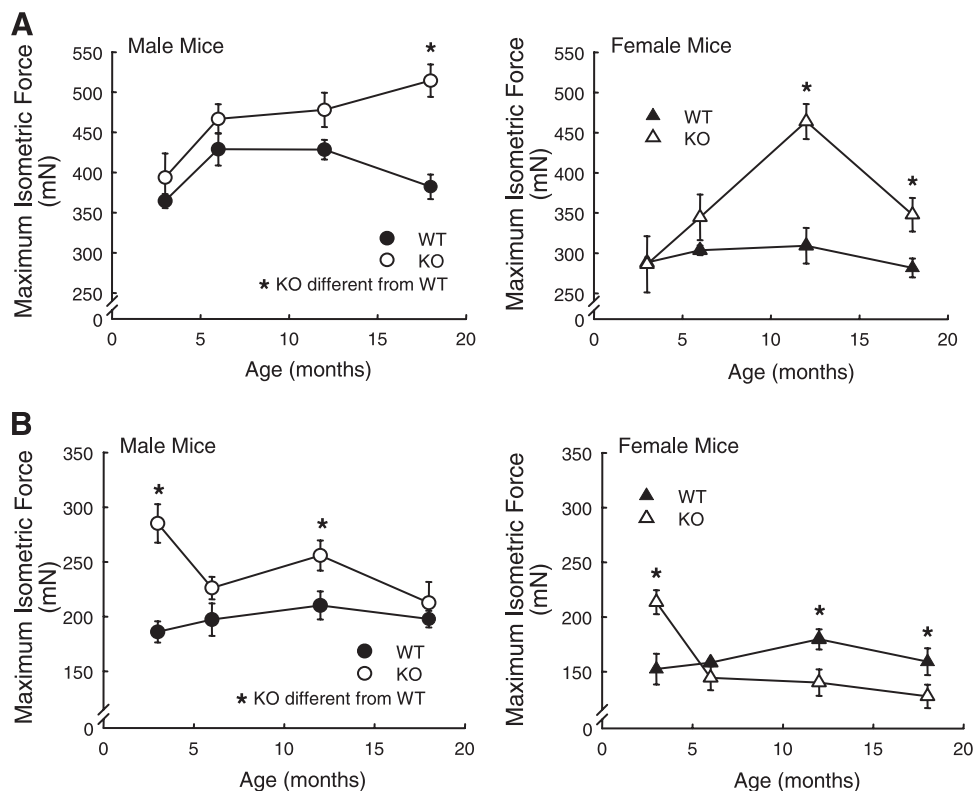 A
Male Mice
Maximum Isometric Force
(mN)
550
500
450
400
350
300
250
0
*
WT
KO
* KO different from WT
0
5
10
15
20
Age (months)
Female Mice
Maximum Isometric Force
(mN)
550
500
450
400
350
300
250
0
WT
KO
*
*
0
5
10
15
20
Age (months)
B
Male Mice
Maximum Isometric Force
(mN)
350
300
250
200
150
0
*
*
WT
KO
* KO different from WT
0
5
10
15
20
Age (months)
Female Mice
Maximum Isometric Force
(mN)
350
300
250
200
150
0
WT
KO
*
*
*
0
5
10
15
20
Age (months)